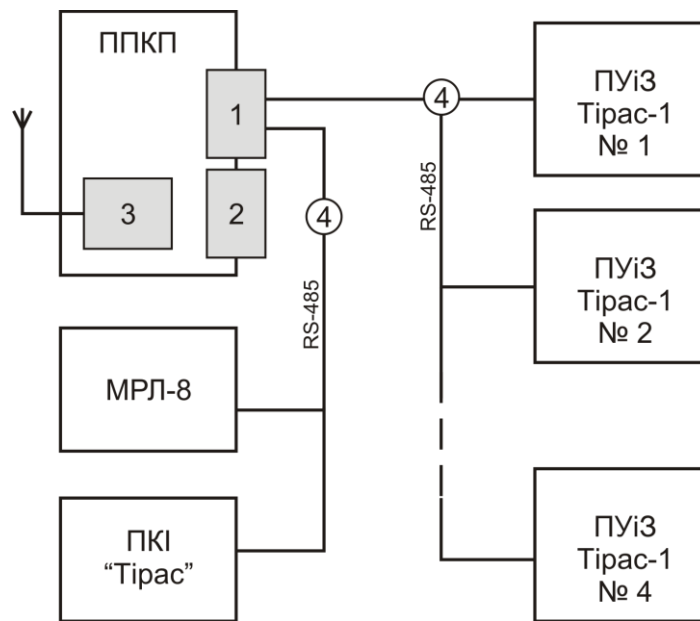 ППКП
1
2
3
4
4
RS-485
RS-485
ПУіЗ
Тірас-1
№ 1
ПУіЗ
Тірас-1
№ 2
МРЛ-8
ПКІ
“Тірас”
ПУіЗ
Тірас-1
№ 4